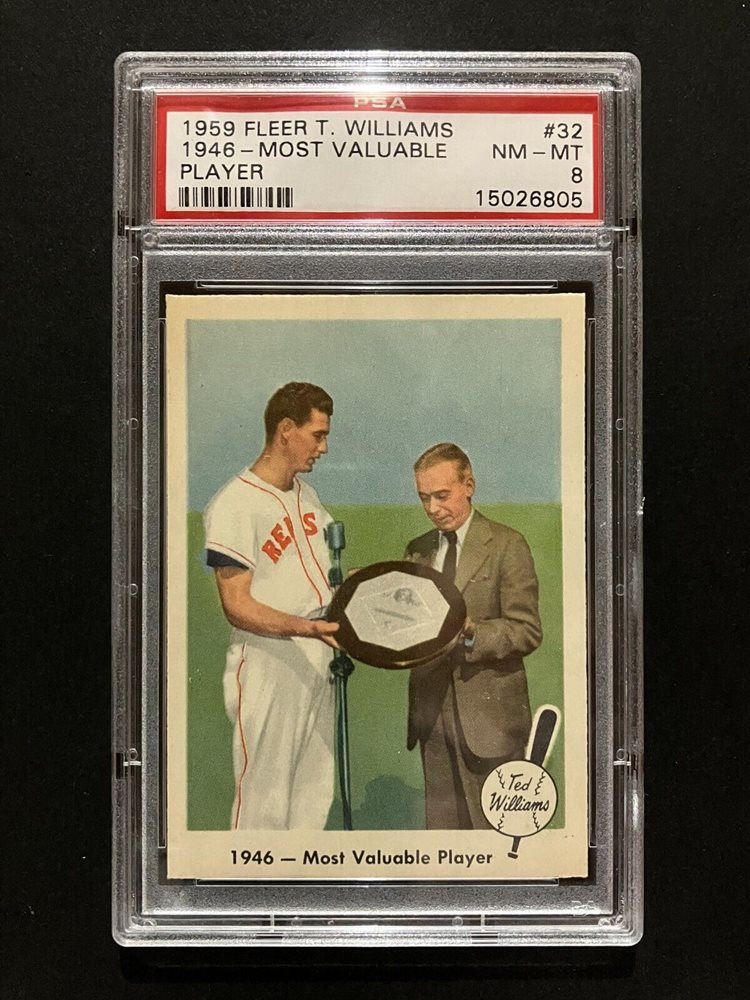 PSA
1959 FLEER T. WILLIAMS #32
1946 – MOST VALUABLE NM – MT
PLAYER 8
15026805
REDS
Ted
Williams
1946 — Most Valuable Player